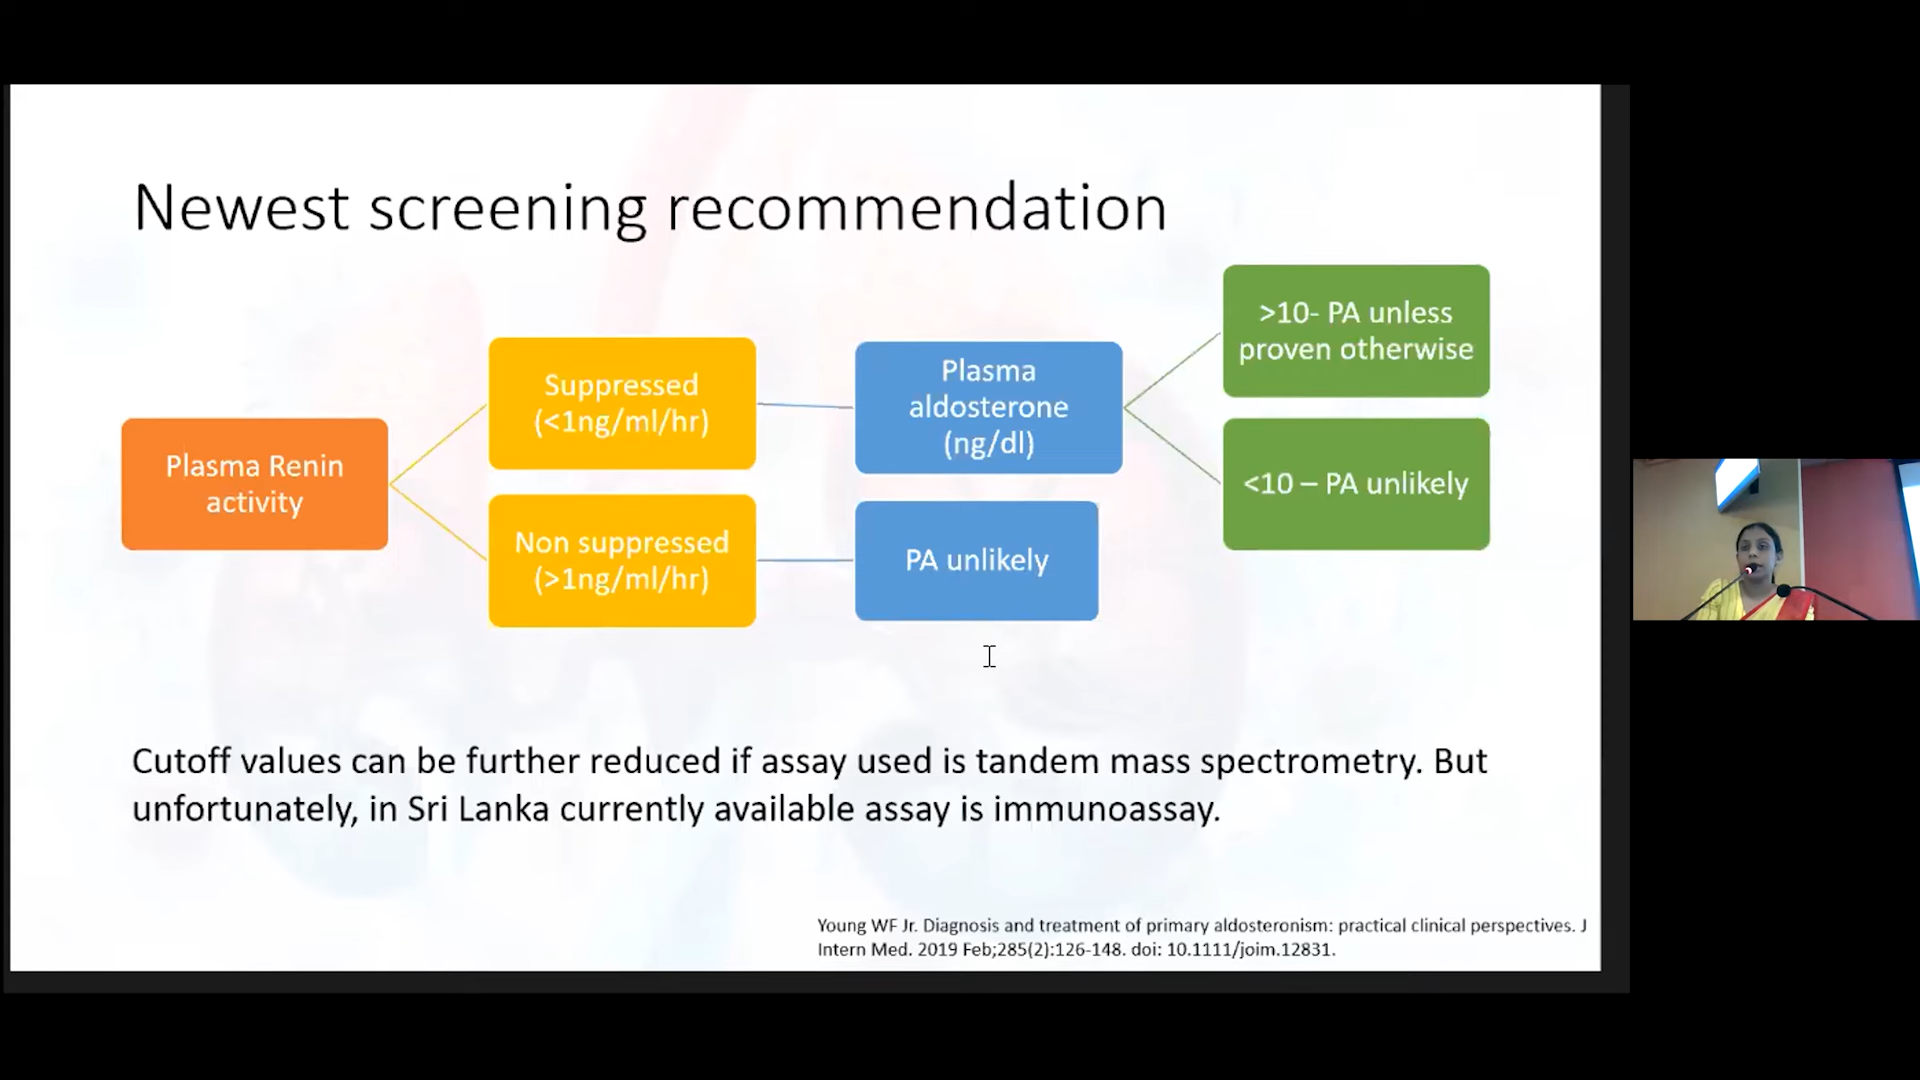 Newest screening recommendation
Plasma Renin
activity
Suppressed
(<1ng/ml/hr)
Non suppressed
(>1ng/ml/hr)
Plasma
aldosterone
(ng/dl)
PA unlikely
>10- PA unless
proven otherwise
<10 – PA unlikely
Cutoff values can be further reduced if assay used is tandem mass spectrometry. But
unfortunately, in Sri Lanka currently available assay is immunoassay.
Young WF Jr. Diagnosis and treatment of primary aldosteronism: practical clinical perspectives. J
Intern Med. 2019 Feb;285(2):126-148. doi: 10.1111/joim.12831.